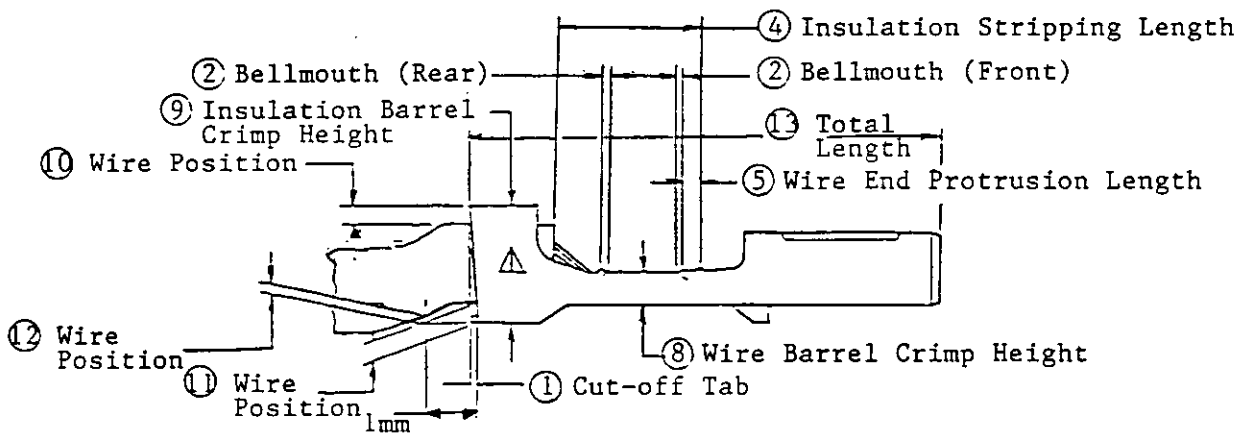 ④ Insulation Stripping Length
② Bellmouth (Rear)
② Bellmouth (Front)
⑨ Insulation Barrel
Crimp Height
⑬ Total
Length
⑩ Wire Position
⑤ Wire End Protrusion Length
⑫ Wire
Position
⑧ Wire Barrel Crimp Height
⑪ Wire
Position
① Cut-off Tab
1mm